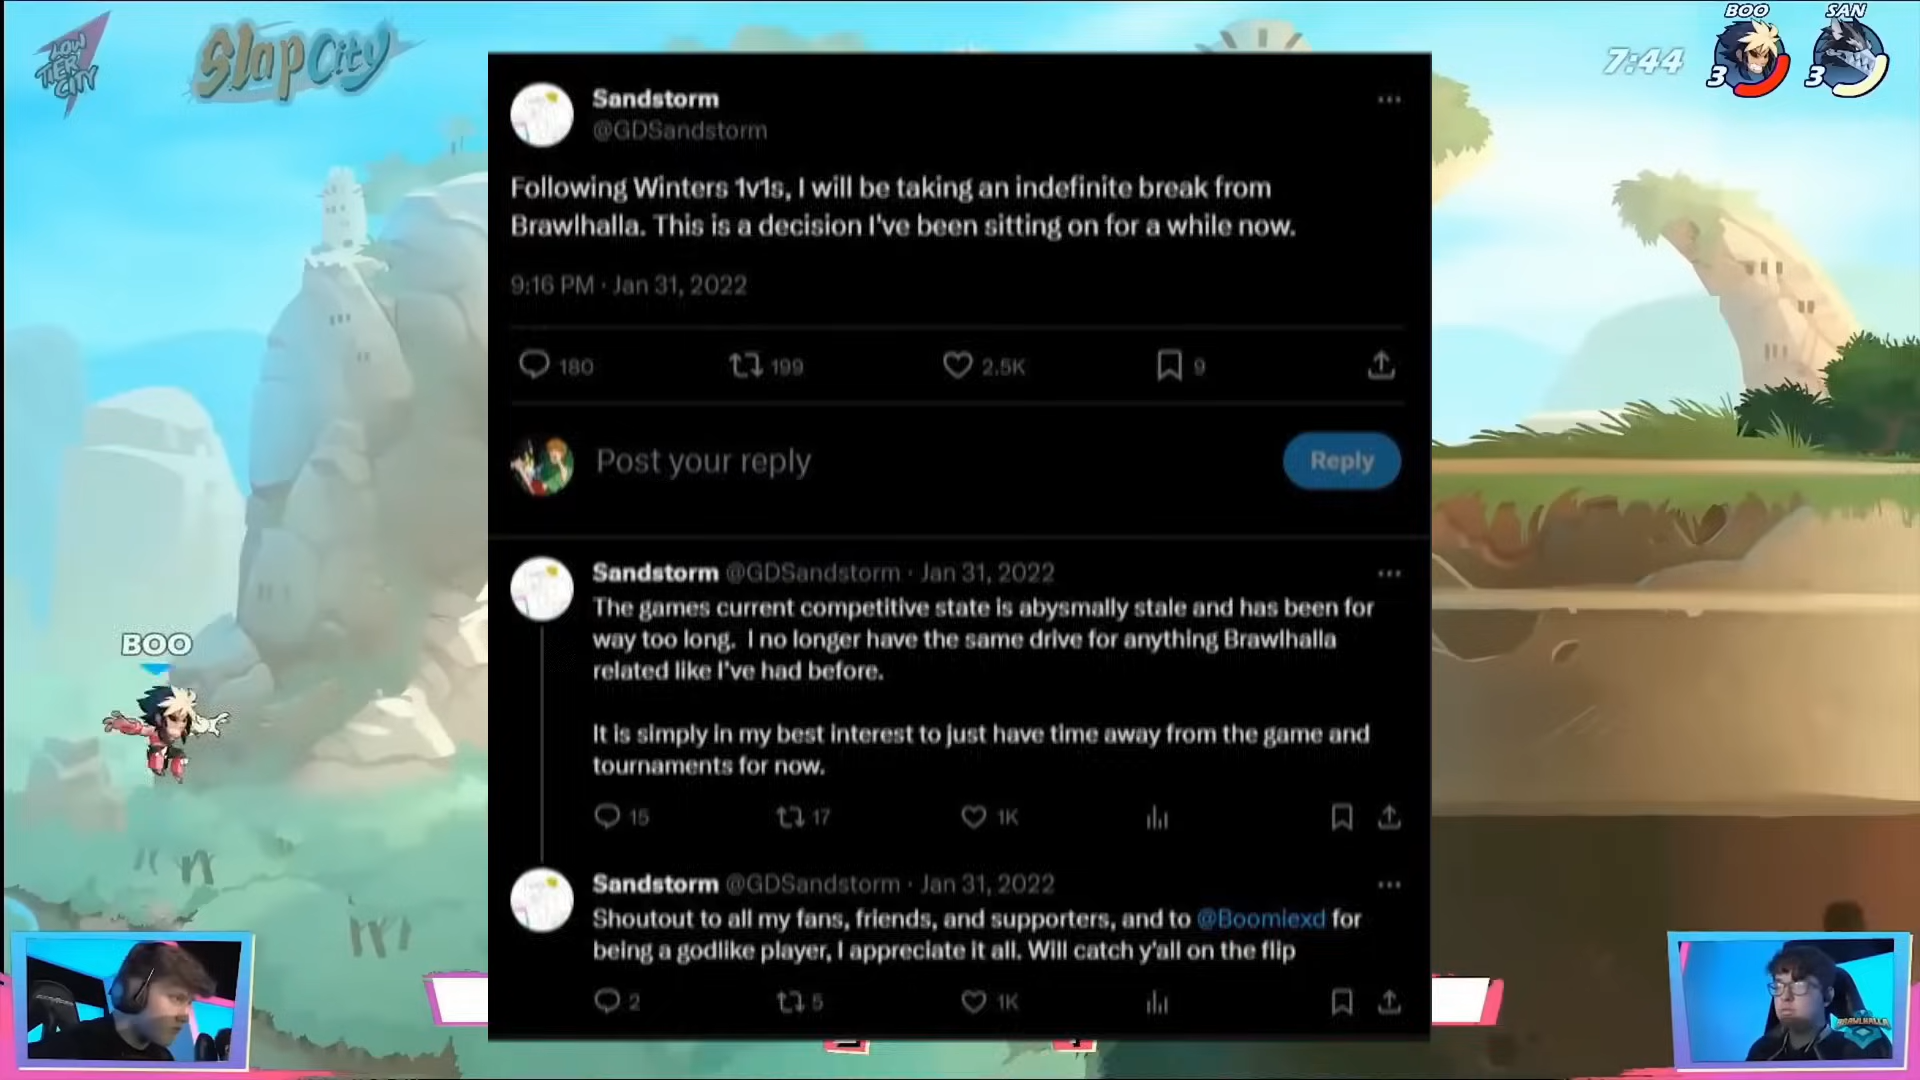 LOW
TIER
CITY
Slap City
BOO
SAN
7:44
3
3
Sandstorm
@GDSandstorm
Following Winters 1v1s, I will be taking an indefinite break from
Brawlhalla. This is a decision I've been sitting on for a while now.
9:16 PM · Jan 31, 2022
180
199
2.5K
9
Post your reply
Reply
Sandstorm @GDSandstorm · Jan 31, 2022
The games current competitive state is abysmally stale and has been for
way too long. I no longer have the same drive for anything Brawlhalla
related like I've had before.
It is simply in my best interest to just have time away from the game and
tournaments for now.
15
17
1K
BOO
Sandstorm @GDSandstorm · Jan 31, 2022
Shoutout to all my fans, friends, and supporters, and to @Boomiexd for
being a godlike player, I appreciate it all. Will catch y'all on the flip
2
5
1K
BRAWLHALLA